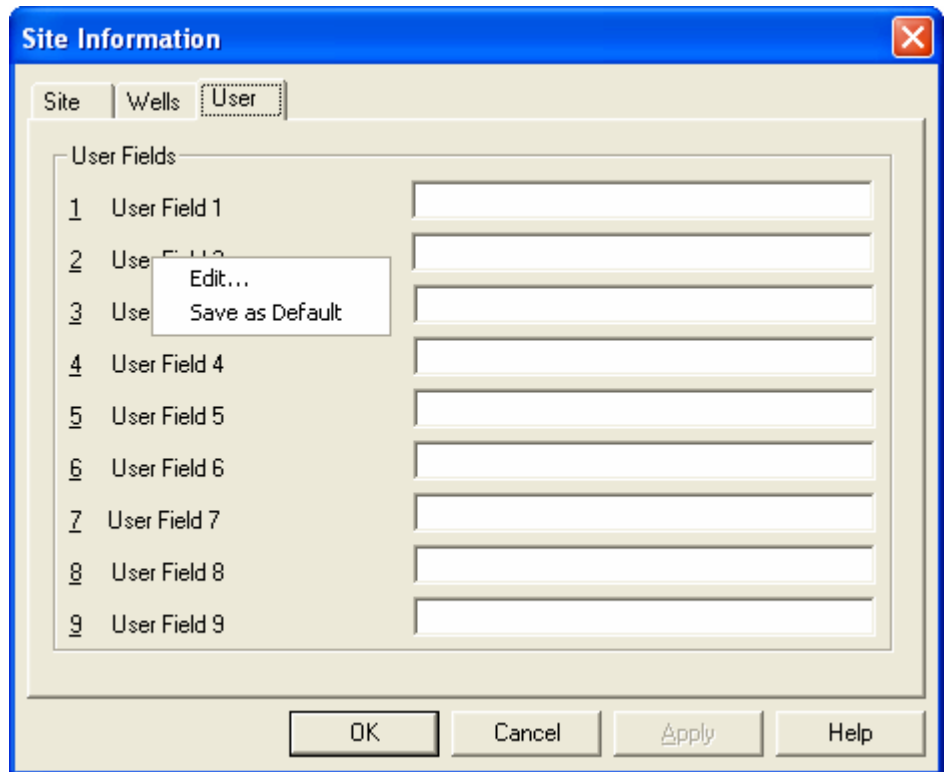 Site Information
Site Wells User
User Fields
1 User Field 1
2
Edit...
3
Save as Default
4 User Field 4
5 User Field 5
6 User Field 6
7 User Field 7
8 User Field 8
9 User Field 9
OK Cancel Apply Help